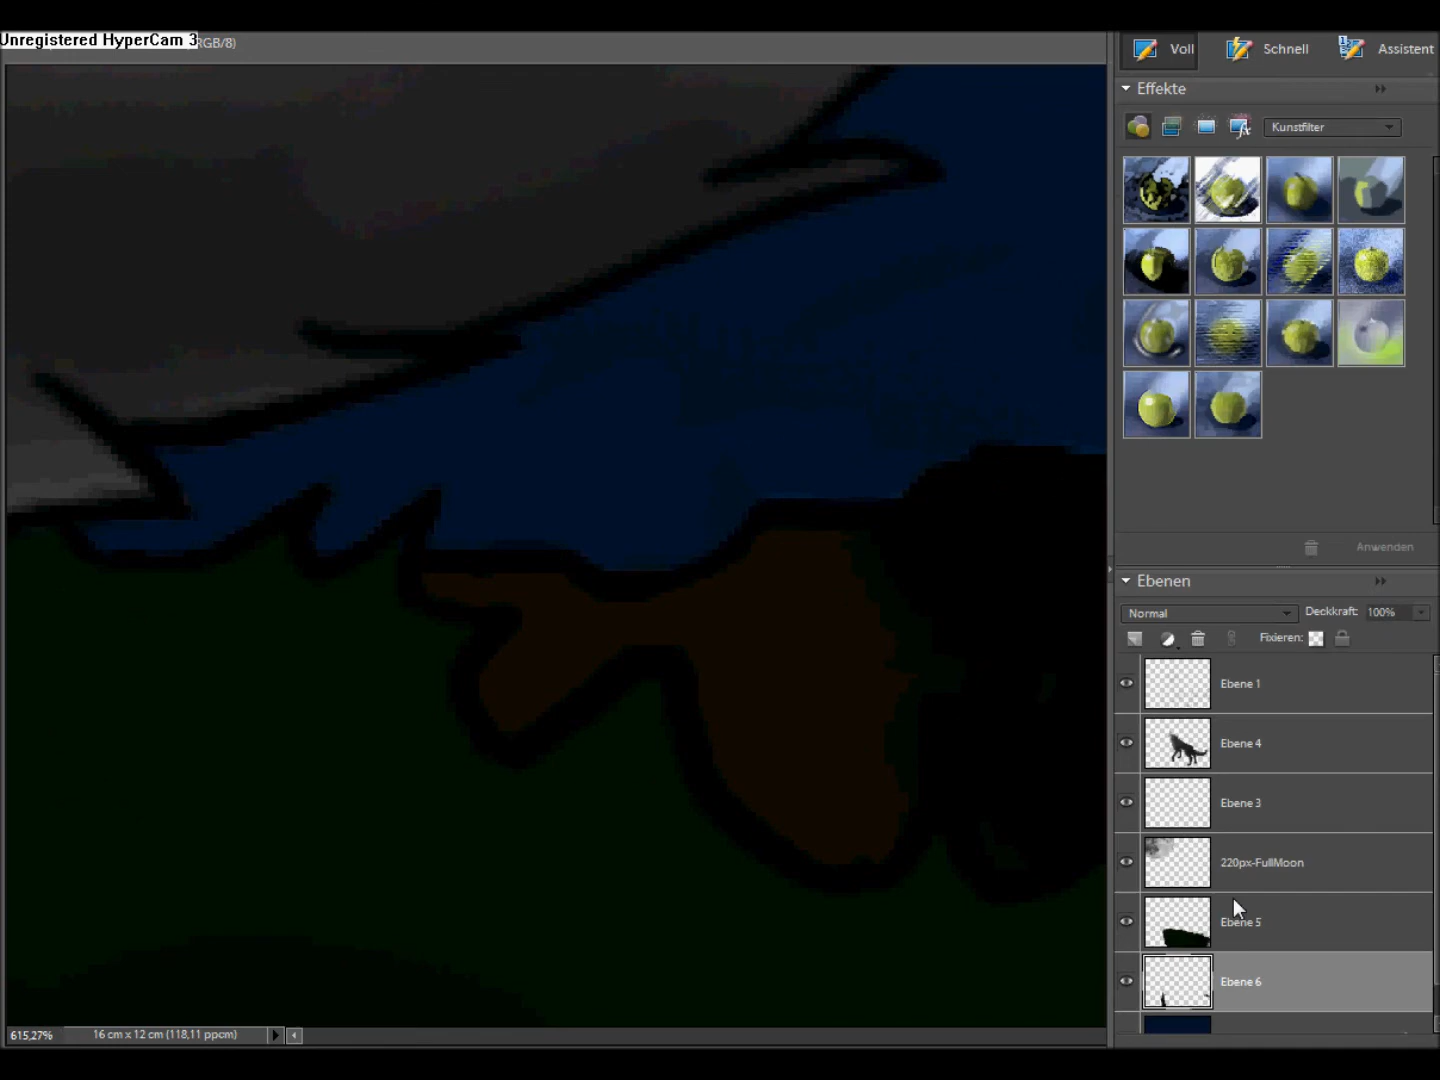 Unregistered HyperCam 3
RGB/8)
Voll
Schnell
Assistent
Effekte
Kunstfilter
Anwenden
Ebenen
Normal
Deckkraft: 100%
Fixieren:
Ebene 1
Ebene 4
Ebene 3
220px-FullMoon
Ebene 5
Ebene 6
615,27%
16 cm x 12 cm (118,11 ppcm)